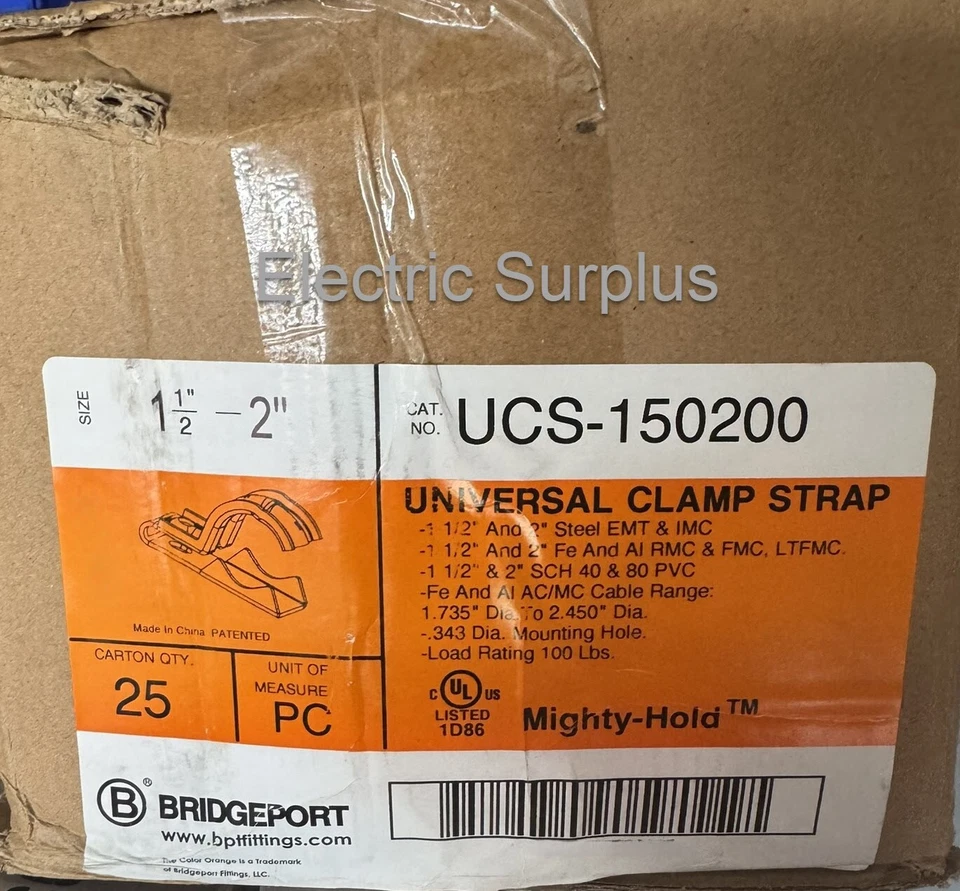 Electric Surplus
SIZE
1 1/2" - 2"
CAT. NO. UCS-150200
UNIVERSAL CLAMP STRAP
-1 1/2" And 2" Steel EMT & IMC
-1 1/2" And 2" Fe And Al RMC & FMC, LTFMC.
-1 1/2" & 2" SCH 40 & 80 PVC
-Fe And Al AC/MC Cable Range:
1.735" Dia. To 2.450" Dia.
-.343 Dia. Mounting Hole.
-Load Rating 100 Lbs.
Made In China PATENTED
CARTON QTY.
25
UNIT OF
MEASURE
PC
C UL US
LISTED
1D86
Mighty-Hold™
B® BRIDGEPORT
www.bptfittings.com
The Color Orange is a Trademark
of Bridgeport Fittings, LLC.